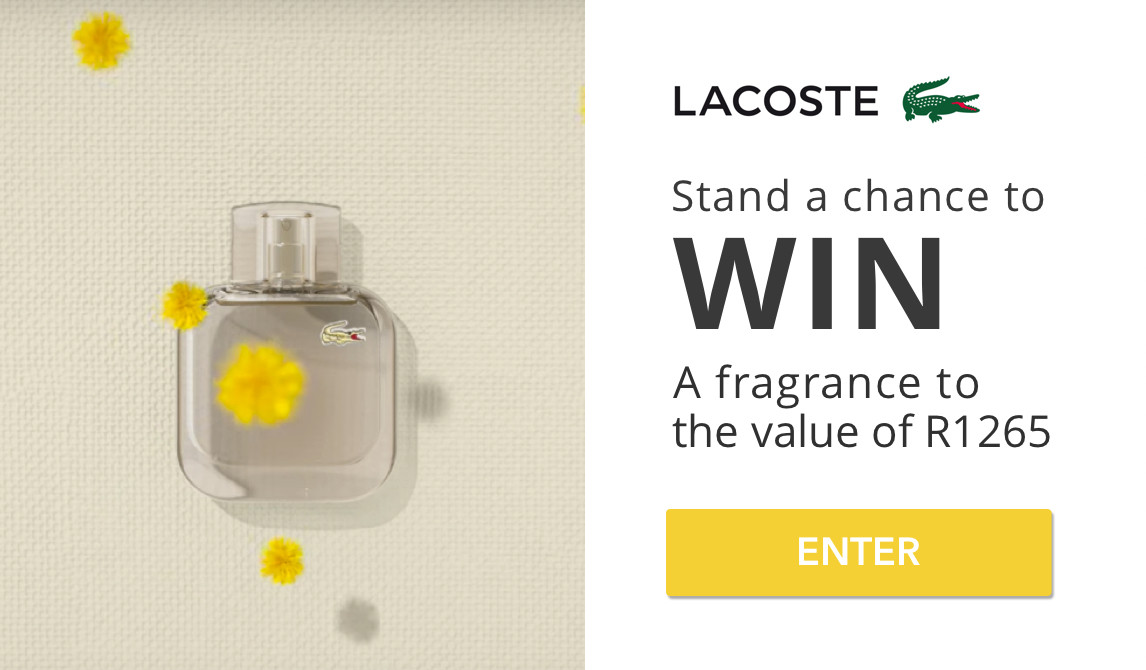 LACOSTE
Stand a chance to
WIN
A fragrance to
the value of R1265
ENTER